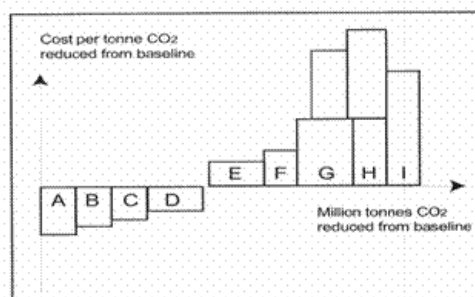 Cost per tonne CO2
reduced from baseline
A B C D E F G H I
Million tonnes CO2
reduced from baseline